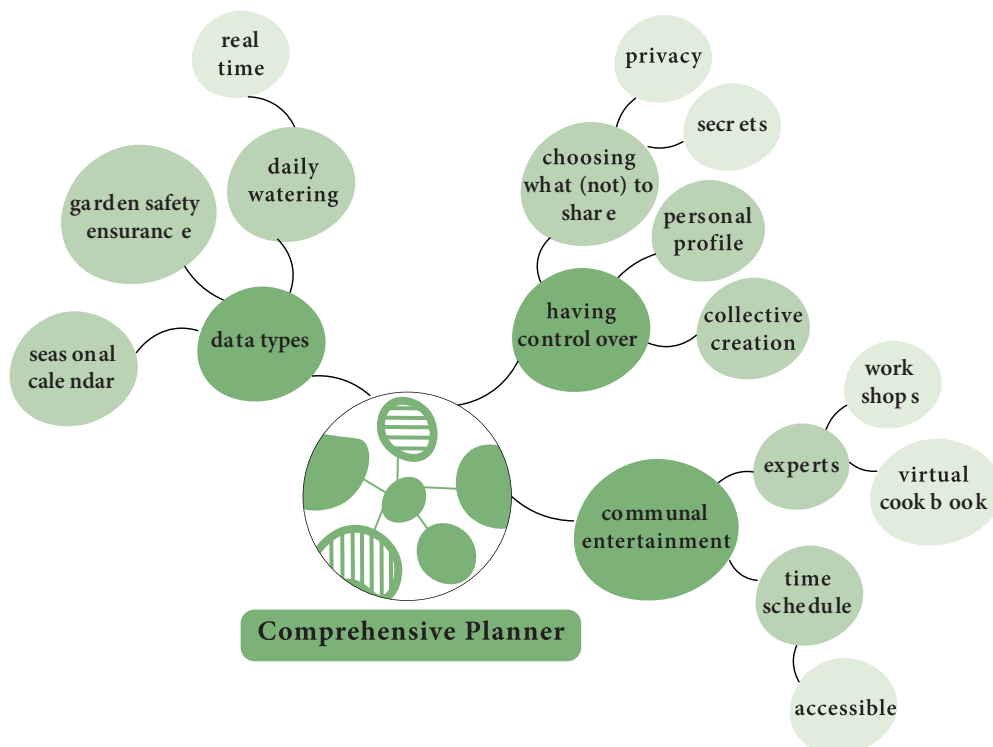 real
time
daily
watering
garden safety
ensurance
seasonal
calendar
data types
privacy
secrets
choosing
what (not) to
share
personal
profile
having
control over
collective
creation
work
shops
experts
virtual
cookbook
communal
entertainment
time
schedule
accessible
Comprehensive Planner